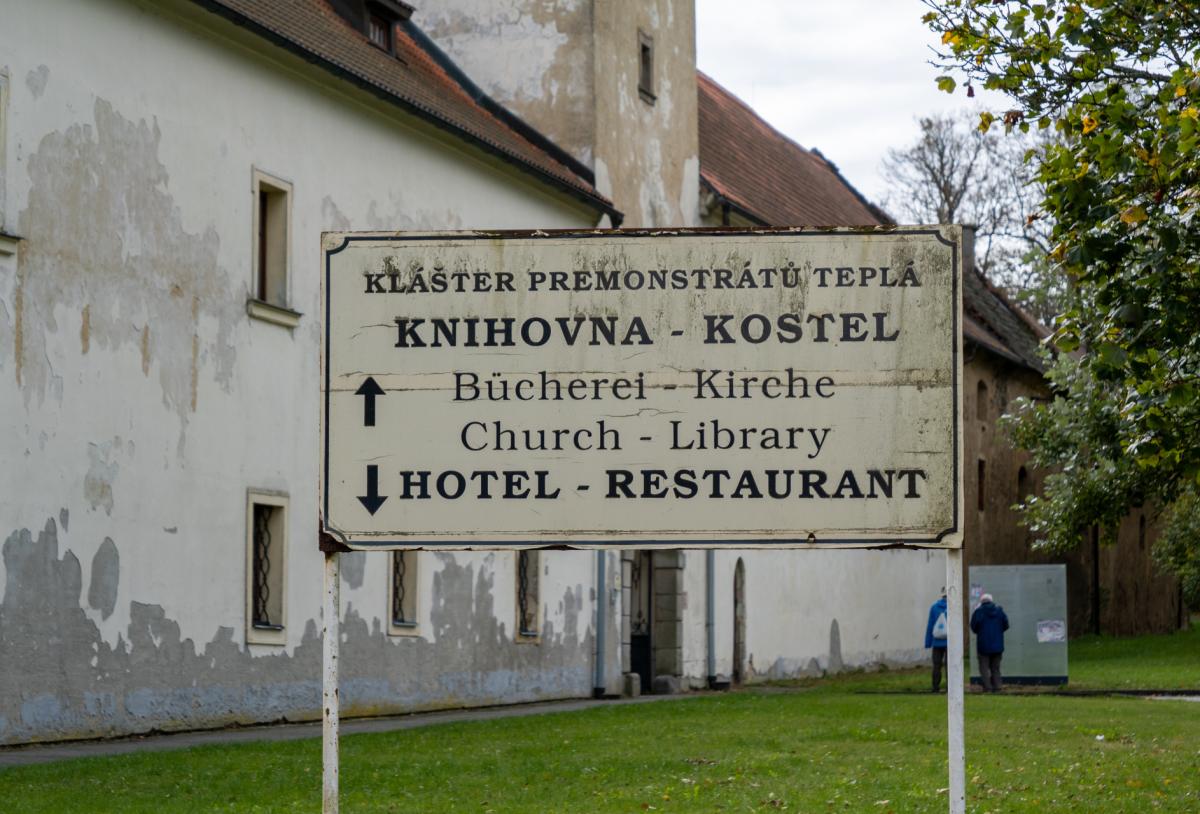 KLÁŠTER PREMONSTRÁTŮ TEPLÁ
KNIHOVNA - KOSTEL
Bücherei - Kirche
Church - Library
HOTEL - RESTAURANT